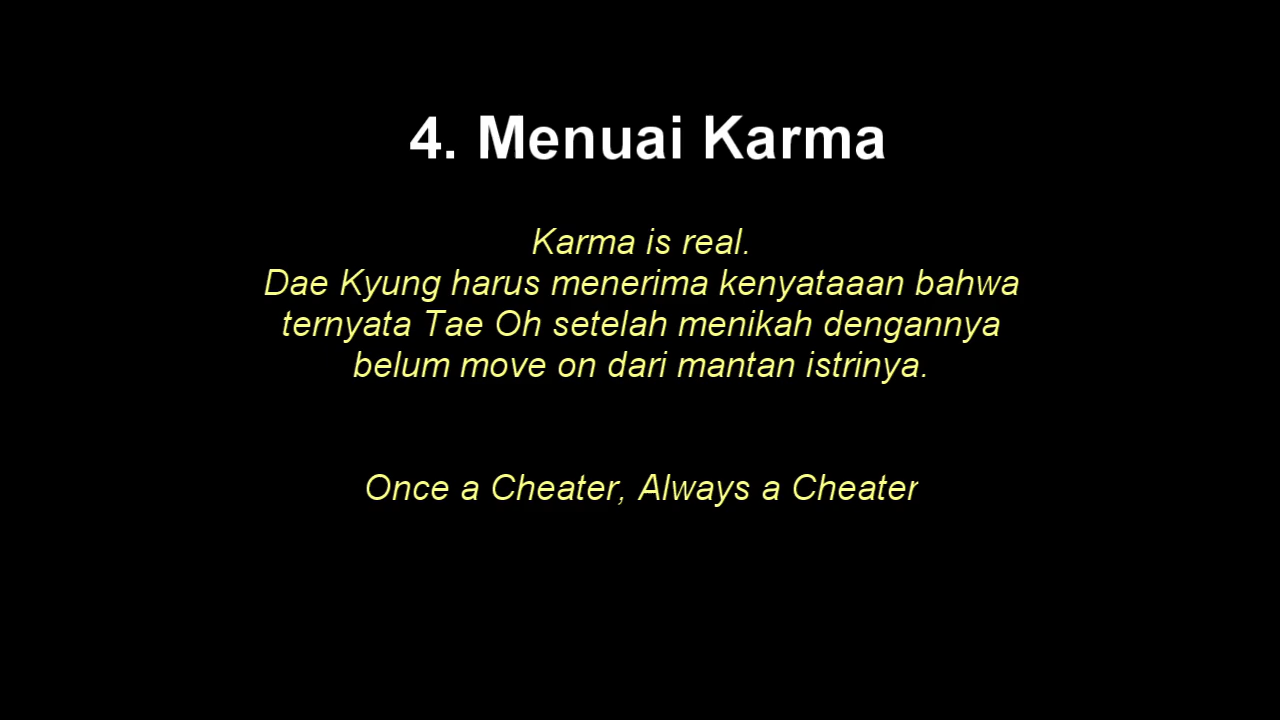 4. Menuai Karma
Karma is real.
Dae Kyung harus menerima kenyataaan bahwa
ternyata Tae Oh setelah menikah dengannya
belum move on dari mantan istrinya.
Once a Cheater, Always a Cheater